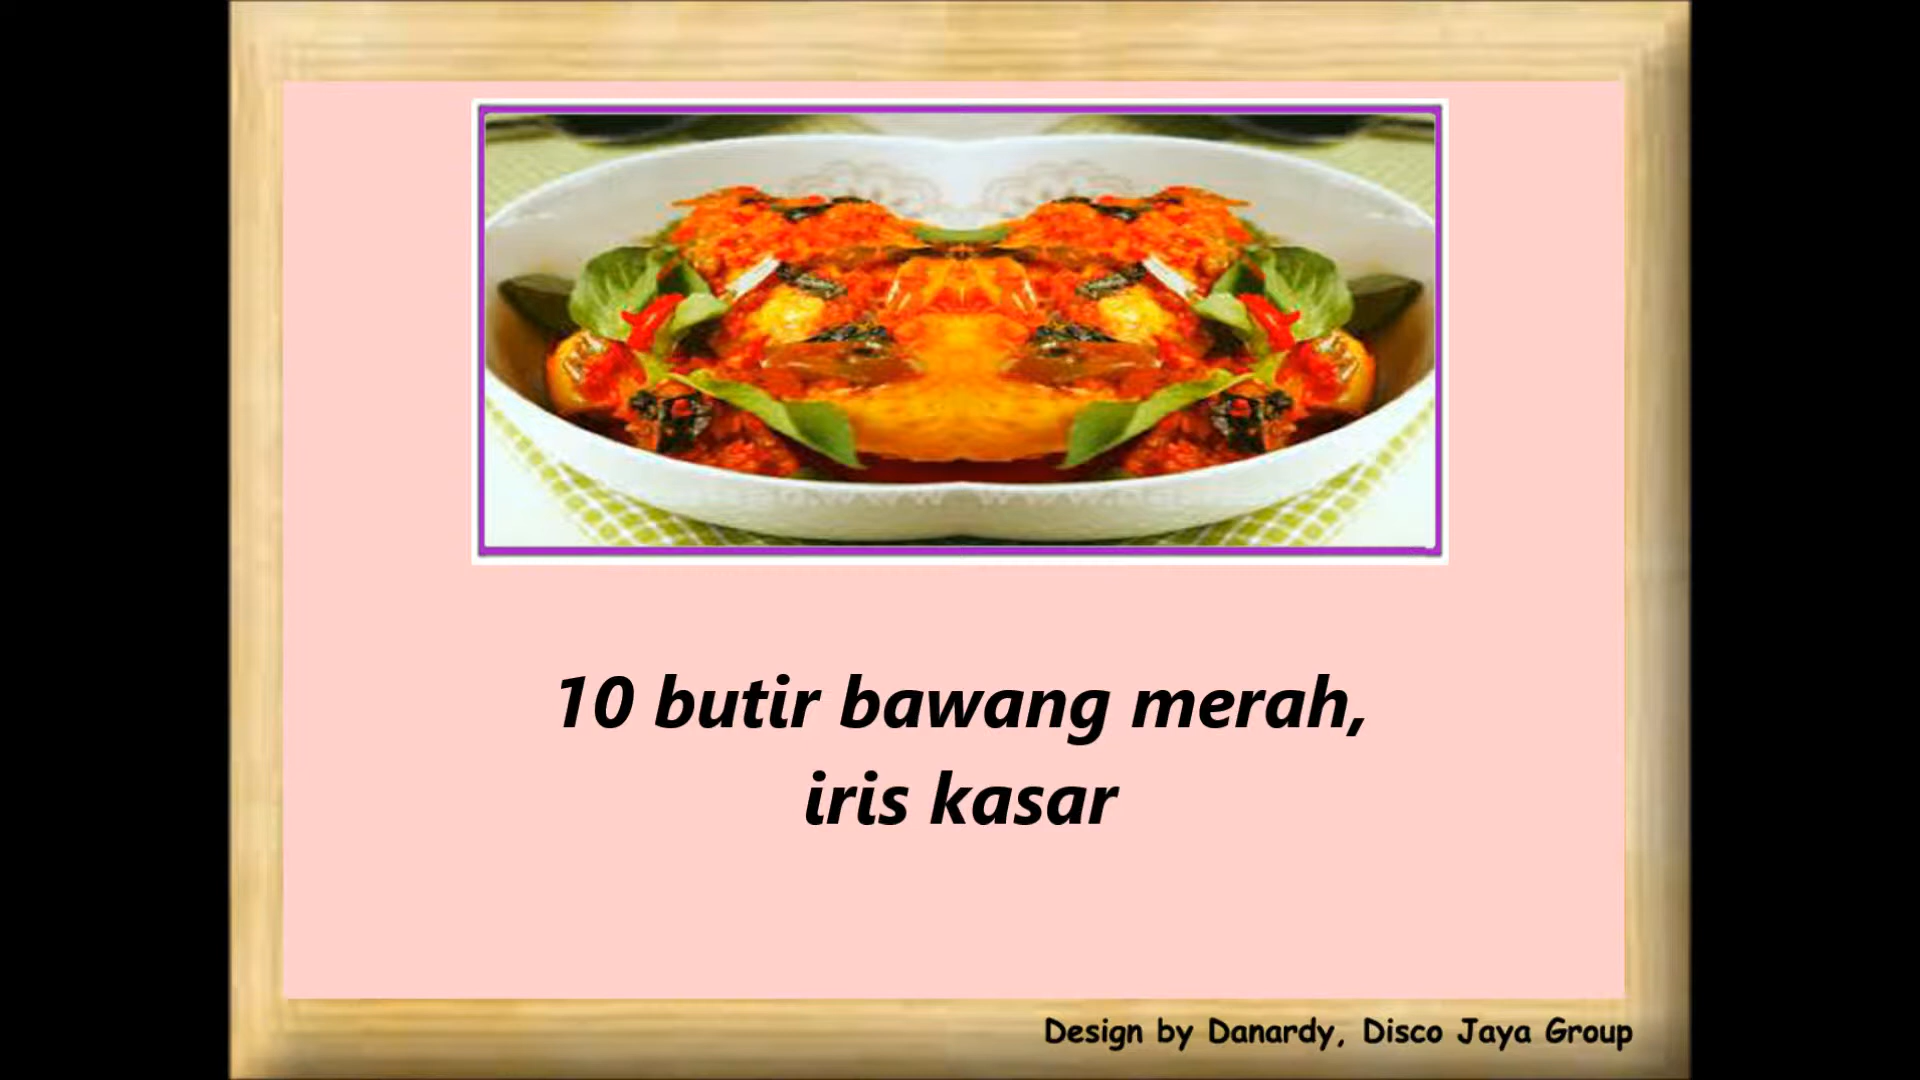 10 butir bawang merah,
iris kasar
Design by Danardy, Disco Jaya Group